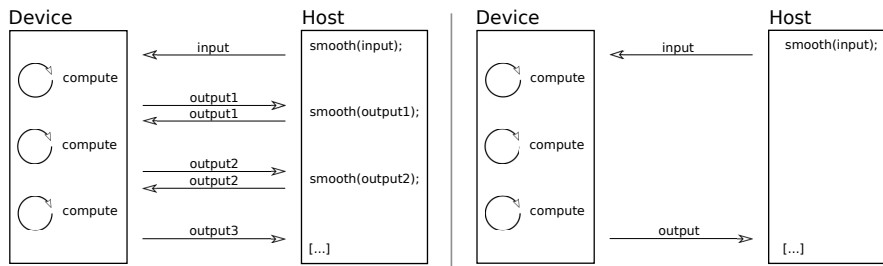 Device
Host
input
smooth(input);
compute
output1
output1
smooth(output1);
compute
output2
output2
smooth(output2);
compute
output3
[...]
Device
Host
input
smooth(input);
compute
compute
compute
output
[...]